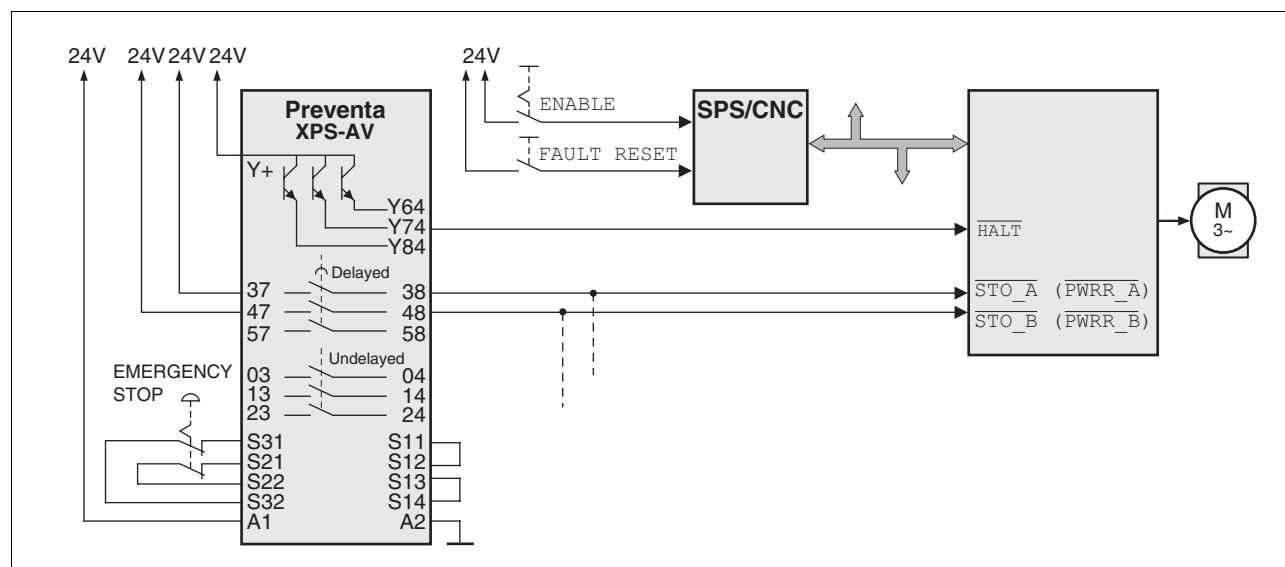 24V
24V
24V
24V
24V
Preventa
XPS-AV
Y+
Y64
Y74
Y84
Delayed
37
38
47
48
57
58
Undelayed
03
04
13
14
23
24
EMERGENCY
STOP
S31
S11
S21
S12
S22
S13
S32
S14
A1
A2
ENABLE
FAULT RESET
SPS/CNC
HALT
STO_A (PWRR_A)
STO_B (PWRR_B)
M
3~